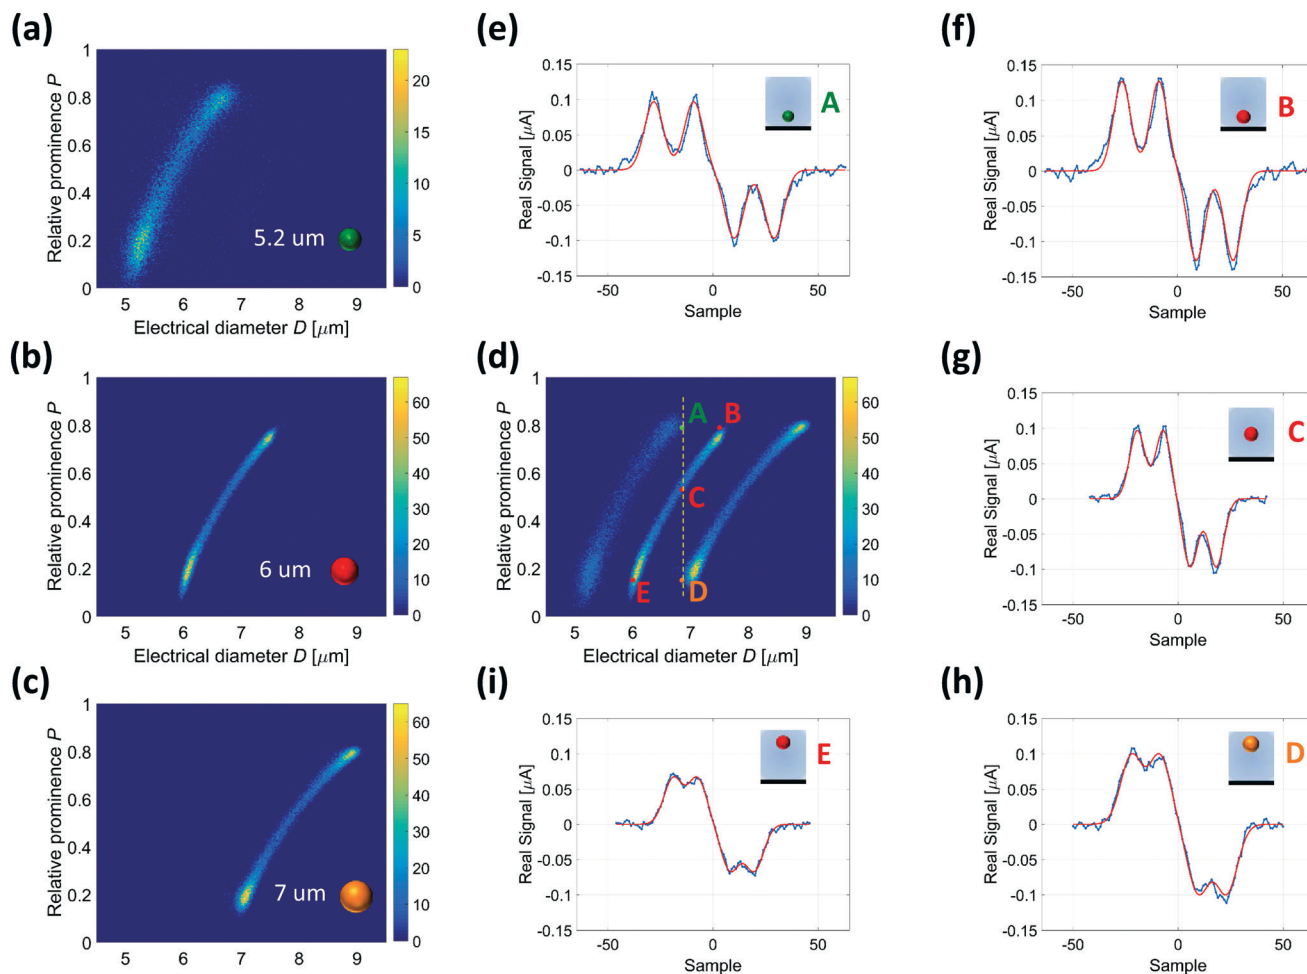 (a)
Relative prominence P
1
0.8
0.6
0.4
0.2
0
5 6 7 8 9
Electrical diameter D [μm]
5.2 um
20
15
10
5
0
(e)
Real Signal [μA]
0.15
0.1
0.05
0
-0.05
-0.1
-0.15
-50 0 50
Sample
A
(f)
Real Signal [μA]
0.15
0.1
0.05
0
-0.05
-0.1
-0.15
-50 0 50
Sample
B
(b)
Relative prominence P
1
0.8
0.6
0.4
0.2
0
5 6 7 8 9
Electrical diameter D [μm]
6 um
60
50
40
30
20
10
0
(d)
Relative prominence P
1
0.8
0.6
0.4
0.2
0
5 6 7 8 9
Electrical diameter D [μm]
A
B
C
D
E
60
50
40
30
20
10
0
(g)
Real Signal [μA]
0.15
0.1
0.05
0
-0.05
-0.1
-0.15
-50 0 50
Sample
C
(c)
Relative prominence P
1
0.8
0.6
0.4
0.2
0
5 6 7 8 9
Electrical diameter D [μm]
7 um
60
50
40
30
20
10
0
(i)
Real Signal [μA]
0.15
0.1
0.05
0
-0.05
-0.1
-0.15
-50 0 50
Sample
E
(h)
Real Signal [μA]
0.15
0.1
0.05
0
-0.05
-0.1
-0.15
-50 0 50
Sample
D